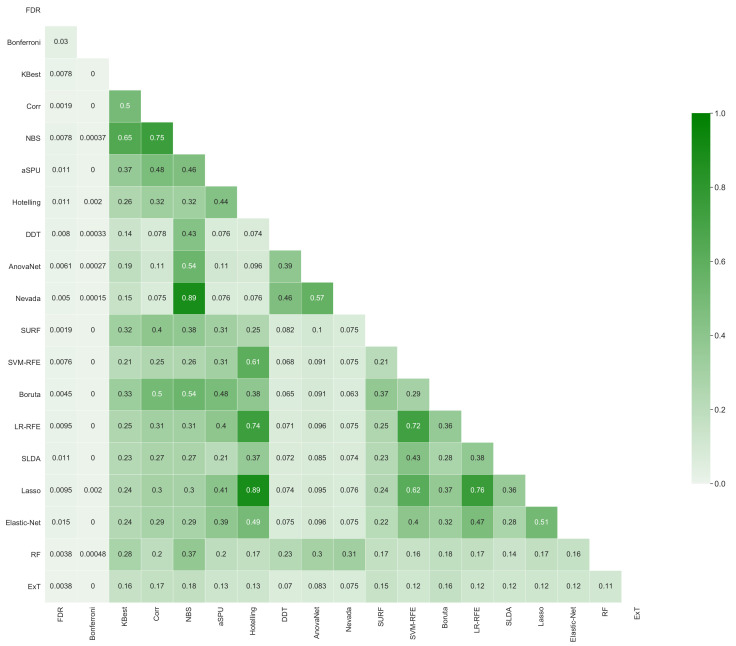 FDR
Bonferroni 0.03
KBest 0.0078 0
Corr 0.0019 0 0.5
1.0
NBS 0.0078 0.00037 0.65 0.75
aSPU 0.011 0 0.37 0.48 0.46
0.8
Hotelling 0.011 0.002 0.26 0.32 0.32 0.44
DDT 0.008 0.00033 0.14 0.078 0.43 0.076 0.074
0.6
AnovaNet 0.0061 0.00027 0.19 0.11 0.54 0.11 0.096 0.39
Nevada 0.005 0.00015 0.15 0.075 0.89 0.076 0.076 0.46 0.57
SURF 0.0019 0 0.32 0.4 0.38 0.31 0.25 0.082 0.1 0.075
0.4
SVM-RFE 0.0076 0 0.21 0.25 0.26 0.31 0.61 0.068 0.091 0.075 0.21
Boruta 0.0045 0 0.33 0.5 0.54 0.48 0.38 0.065 0.091 0.063 0.37 0.29
0.2
LR-RFE 0.0095 0 0.25 0.31 0.31 0.4 0.74 0.071 0.096 0.075 0.25 0.72 0.36
SLDA 0.011 0 0.23 0.27 0.27 0.21 0.37 0.072 0.085 0.074 0.23 0.43 0.28 0.38
0.0
Lasso 0.0095 0.002 0.24 0.3 0.3 0.41 0.89 0.074 0.095 0.076 0.24 0.62 0.37 0.76 0.36
Elastic-Net 0.015 0 0.24 0.29 0.29 0.39 0.49 0.075 0.096 0.076 0.22 0.4 0.32 0.47 0.28 0.51
RF 0.0038 0.00048 0.28 0.2 0.37 0.2 0.17 0.23 0.3 0.31 0.17 0.16 0.18 0.17 0.14 0.17 0.16
ExT 0.0038 0 0.16 0.17 0.18 0.13 0.13 0.07 0.083 0.075 0.15 0.12 0.16 0.12 0.12 0.12 0.12 0.11
FDR Bonferroni KBest Corr NBS aSPU Hotelling DDT AnovaNet Nevada SURF SVM-RFE Boruta LR-RFE SLDA Lasso Elastic-Net RF ExT